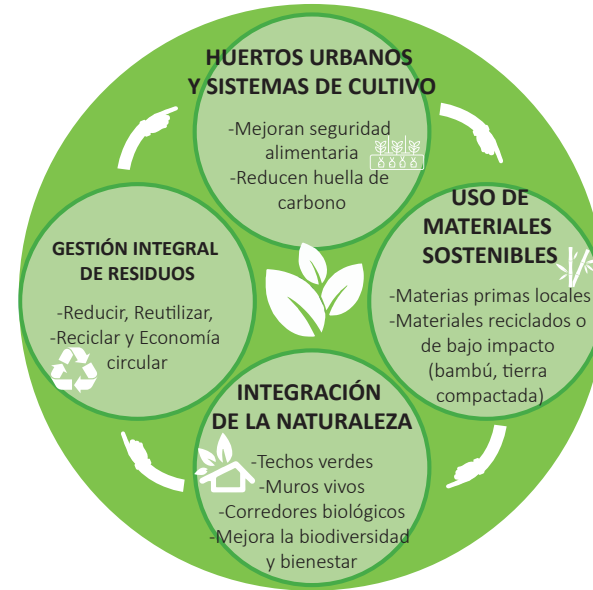 HUERTOS URBANOS
Y SISTEMAS DE CULTIVO
-Mejoran seguridad
alimentaria
-Reducen huella de
carbono
USO DE
MATERIALES
SOSTENIBLES
-Materias primas locales
-Materiales reciclados o
de bajo impacto
(bambú, tierra
compactada)
INTEGRACIÓN
DE LA NATURALEZA
-Techos verdes
-Muros vivos
-Corredores biológicos
-Mejora la biodiversidad
y bienestar
GESTIÓN INTEGRAL
DE RESIDUOS
-Reducir, Reutilizar,
-Reciclar y Economía
circular